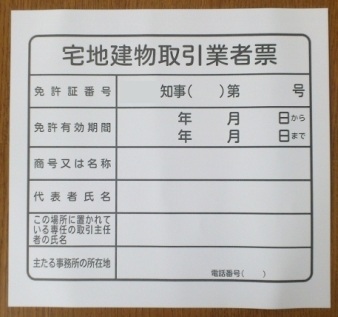 宅地建物取引業者票
免許証番号 知事( )第 号
免許有効期間 年 月 日から
年 月 日まで
商号又は名称
代表者氏名
この場所に置かれて
いる専任の取引主任
者の氏名
主たる事務所の所在地
電話番号( )